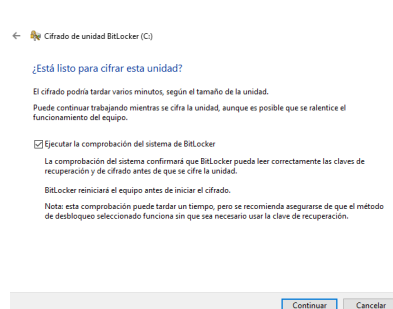 Cifrado de unidad BitLocker (C:)
¿Está listo para cifrar esta unidad?
El cifrado podría tardar varios minutos, según el tamaño de la unidad.
Puede continuar trabajando mientras se cifra la unidad, aunque es posible que se ralentice el
funcionamiento del equipo.
Ejecutar la comprobación del sistema de BitLocker
La comprobación del sistema confirmará que BitLocker pueda leer correctamente las claves de
recuperación y de cifrado antes de que se cifre la unidad.
BitLocker reiniciará el equipo antes de iniciar el cifrado.
Nota: esta comprobación puede tardar un tiempo, pero se recomienda asegurarse de que el método
de desbloqueo seleccionado funciona sin que sea necesario usar la clave de recuperación.
Continuar Cancelar